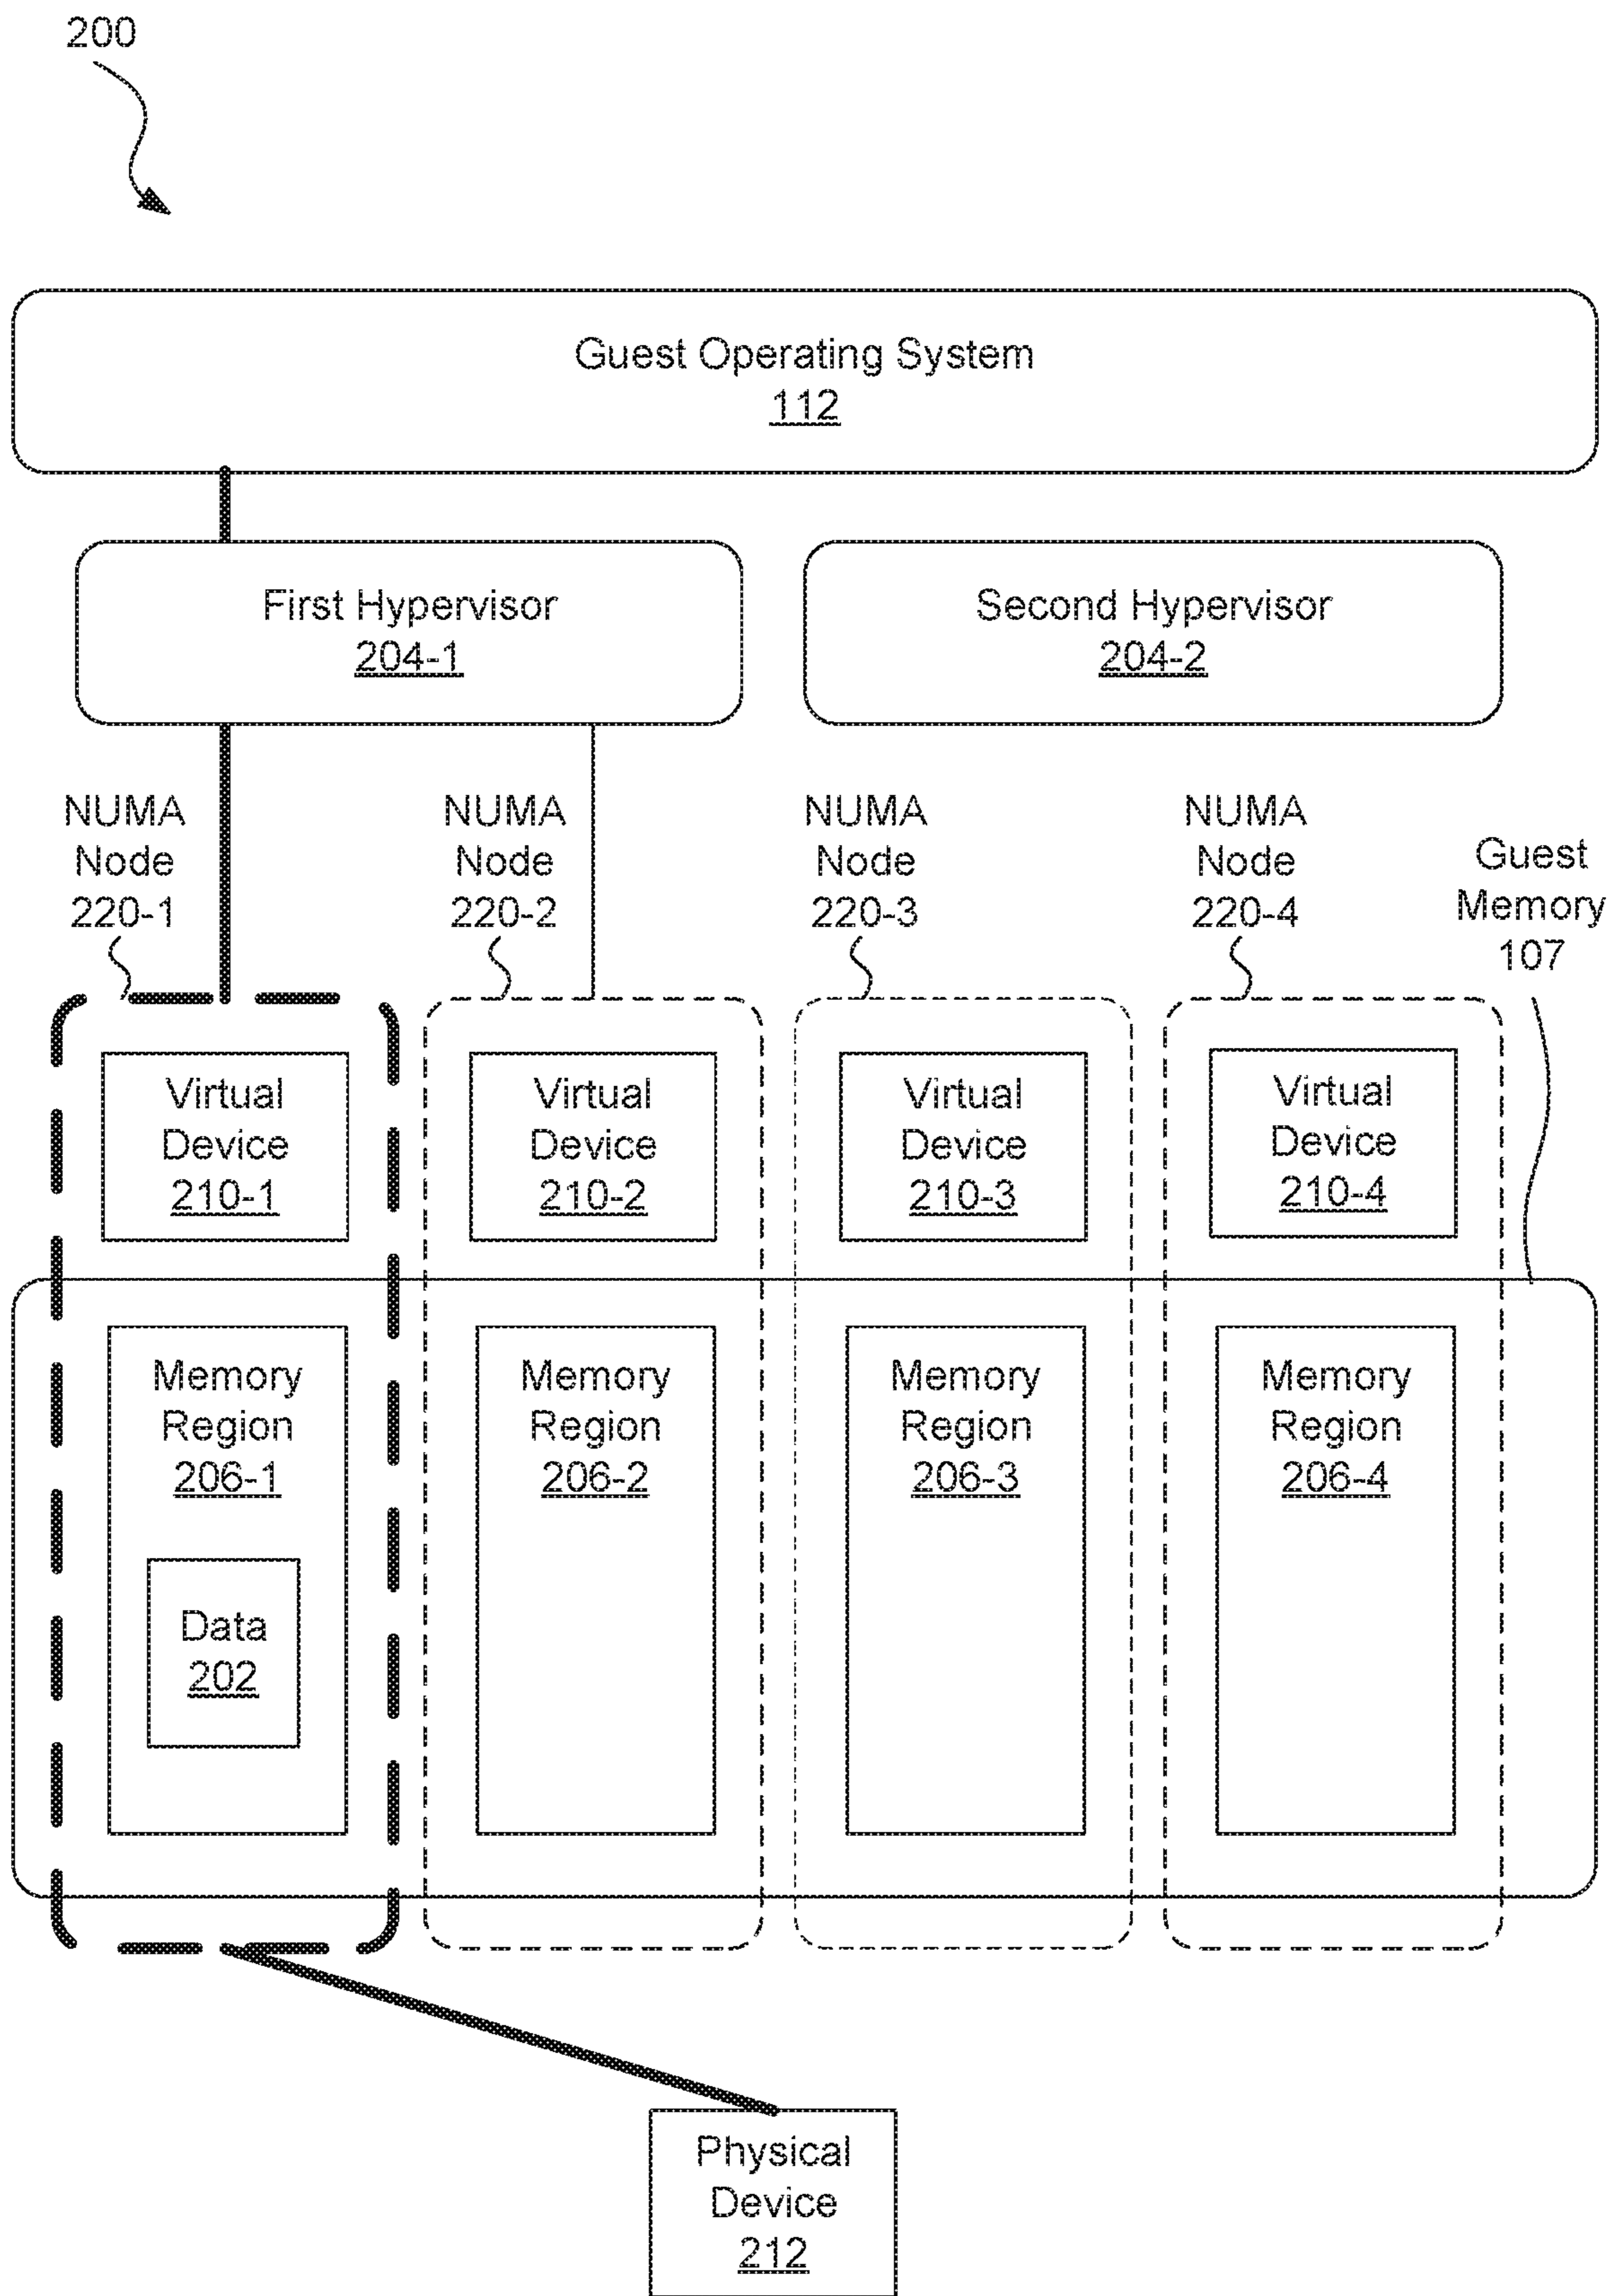 200
Guest Operating System
112
First Hypervisor
204-1
Second Hypervisor
204-2
NUMA
Node
220-1
NUMA
Node
220-2
NUMA
Node
220-3
NUMA
Node
220-4
Guest
Memory
107
Virtual
Device
210-1
Virtual
Device
210-2
Virtual
Device
210-3
Virtual
Device
210-4
Memory
Region
206-1
Memory
Region
206-2
Memory
Region
206-3
Memory
Region
206-4
Data
202
Physical
Device
212